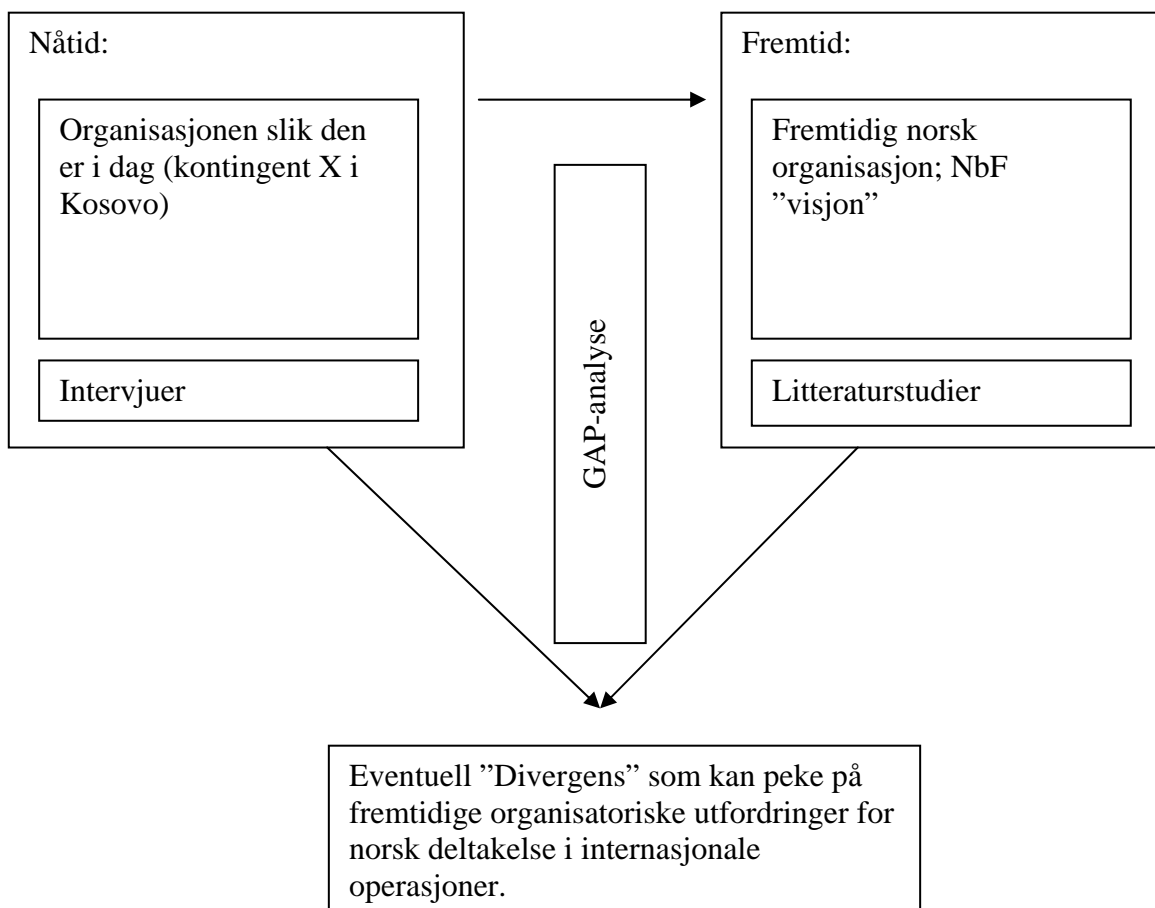 Nåtid:
Organisasjonen slik den
er i dag (kontingent X i
Kosovo)
Intervjuer
GAP-analyse
Fremtid:
Fremtidig norsk
organisasjon; NbF
”visjon”
Litteraturstudier
Eventuell ”Divergens” som kan peke på
fremtidige organisatoriske utfordringer for
norsk deltakelse i internasjonale
operasjoner.